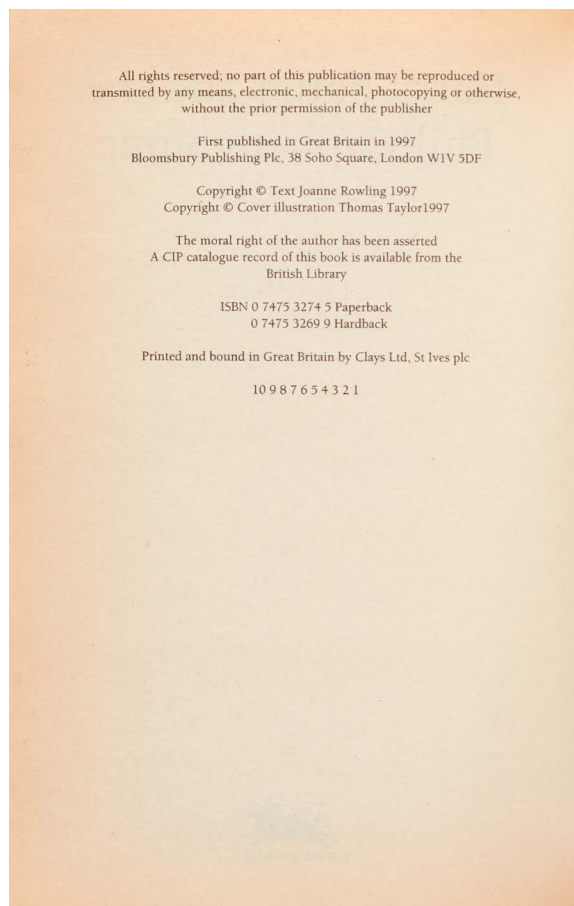 All rights reserved; no part of this publication may be reproduced or
transmitted by any means, electronic, mechanical, photocopying or otherwise,
without the prior permission of the publisher
First published in Great Britain in 1997
Bloomsbury Publishing Plc, 38 Soho Square, London W1V 5DF
Copyright © Text Joanne Rowling 1997
Copyright © Cover illustration Thomas Taylor1997
The moral right of the author has been asserted
A CIP catalogue record of this book is available from the
British Library
ISBN 0 7475 3274 5 Paperback
0 7475 3269 9 Hardback
Printed and bound in Great Britain by Clays Ltd, St Ives plc
10 9 8 7 6 5 4 3 2 1